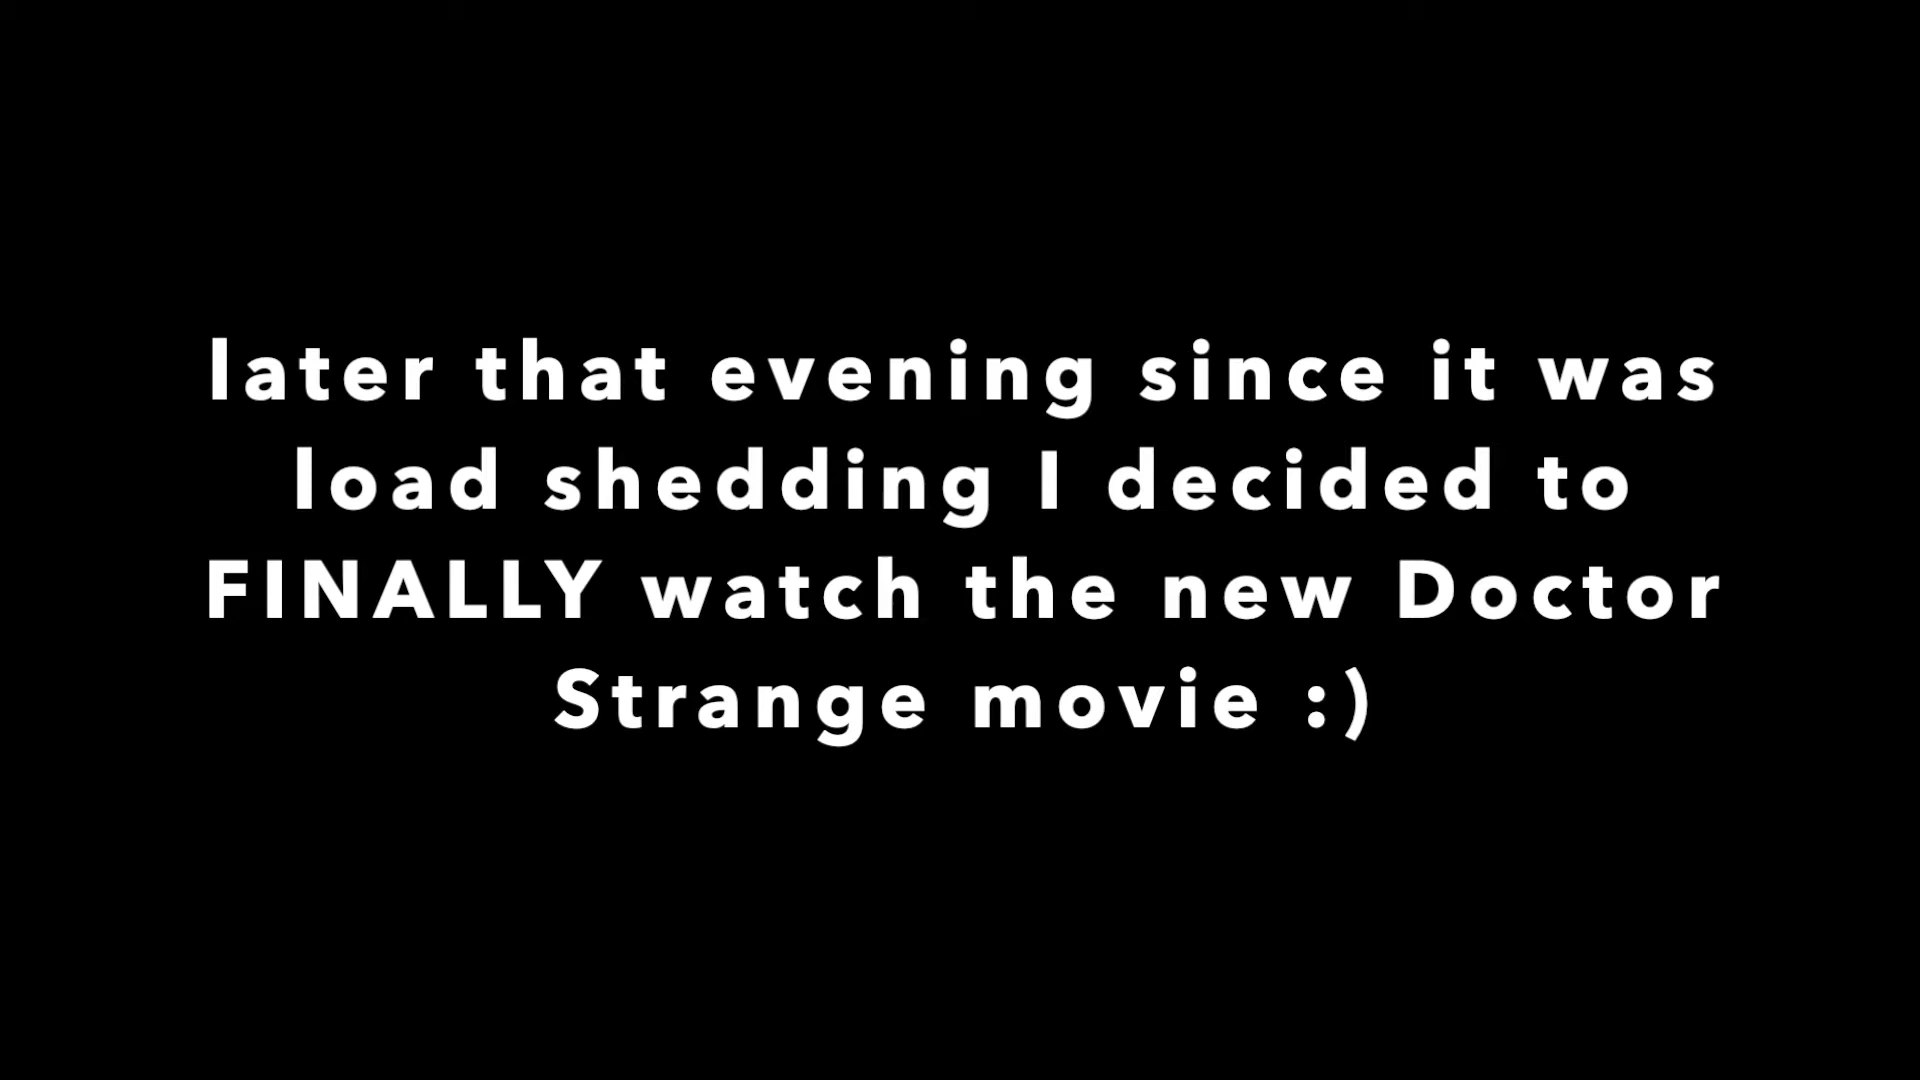 later that evening since it was
load shedding I decided to
FINALLY watch the new Doctor
Strange movie :)